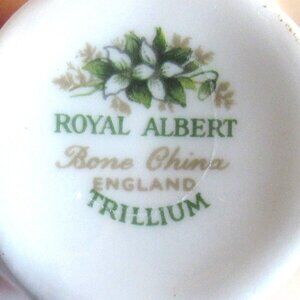 ROYAL ALBERT
Bone China
ENGLAND
TRILLIUM